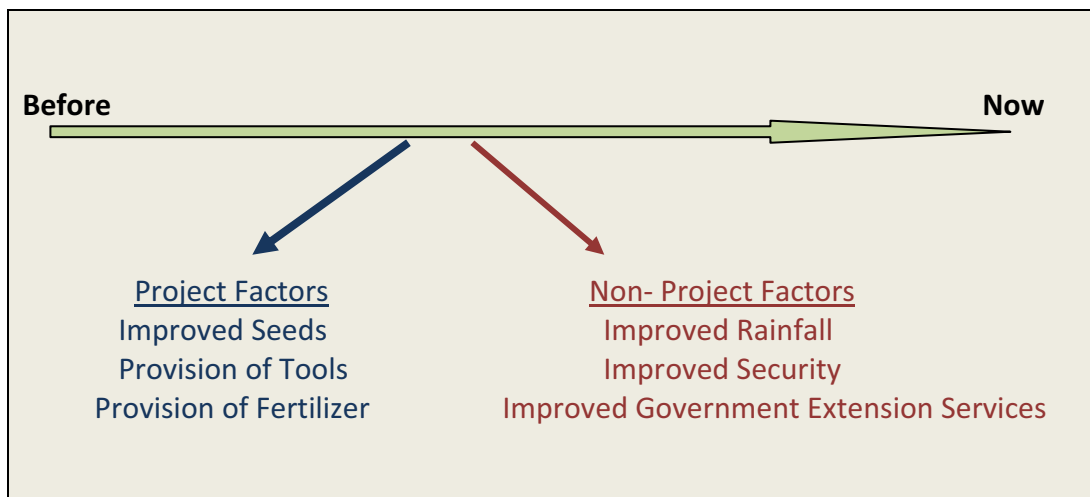 Before
Now
Project Factors
Improved Seeds
Provision of Tools
Provision of Fertilizer
Non- Project Factors
Improved Rainfall
Improved Security
Improved Government Extension Services